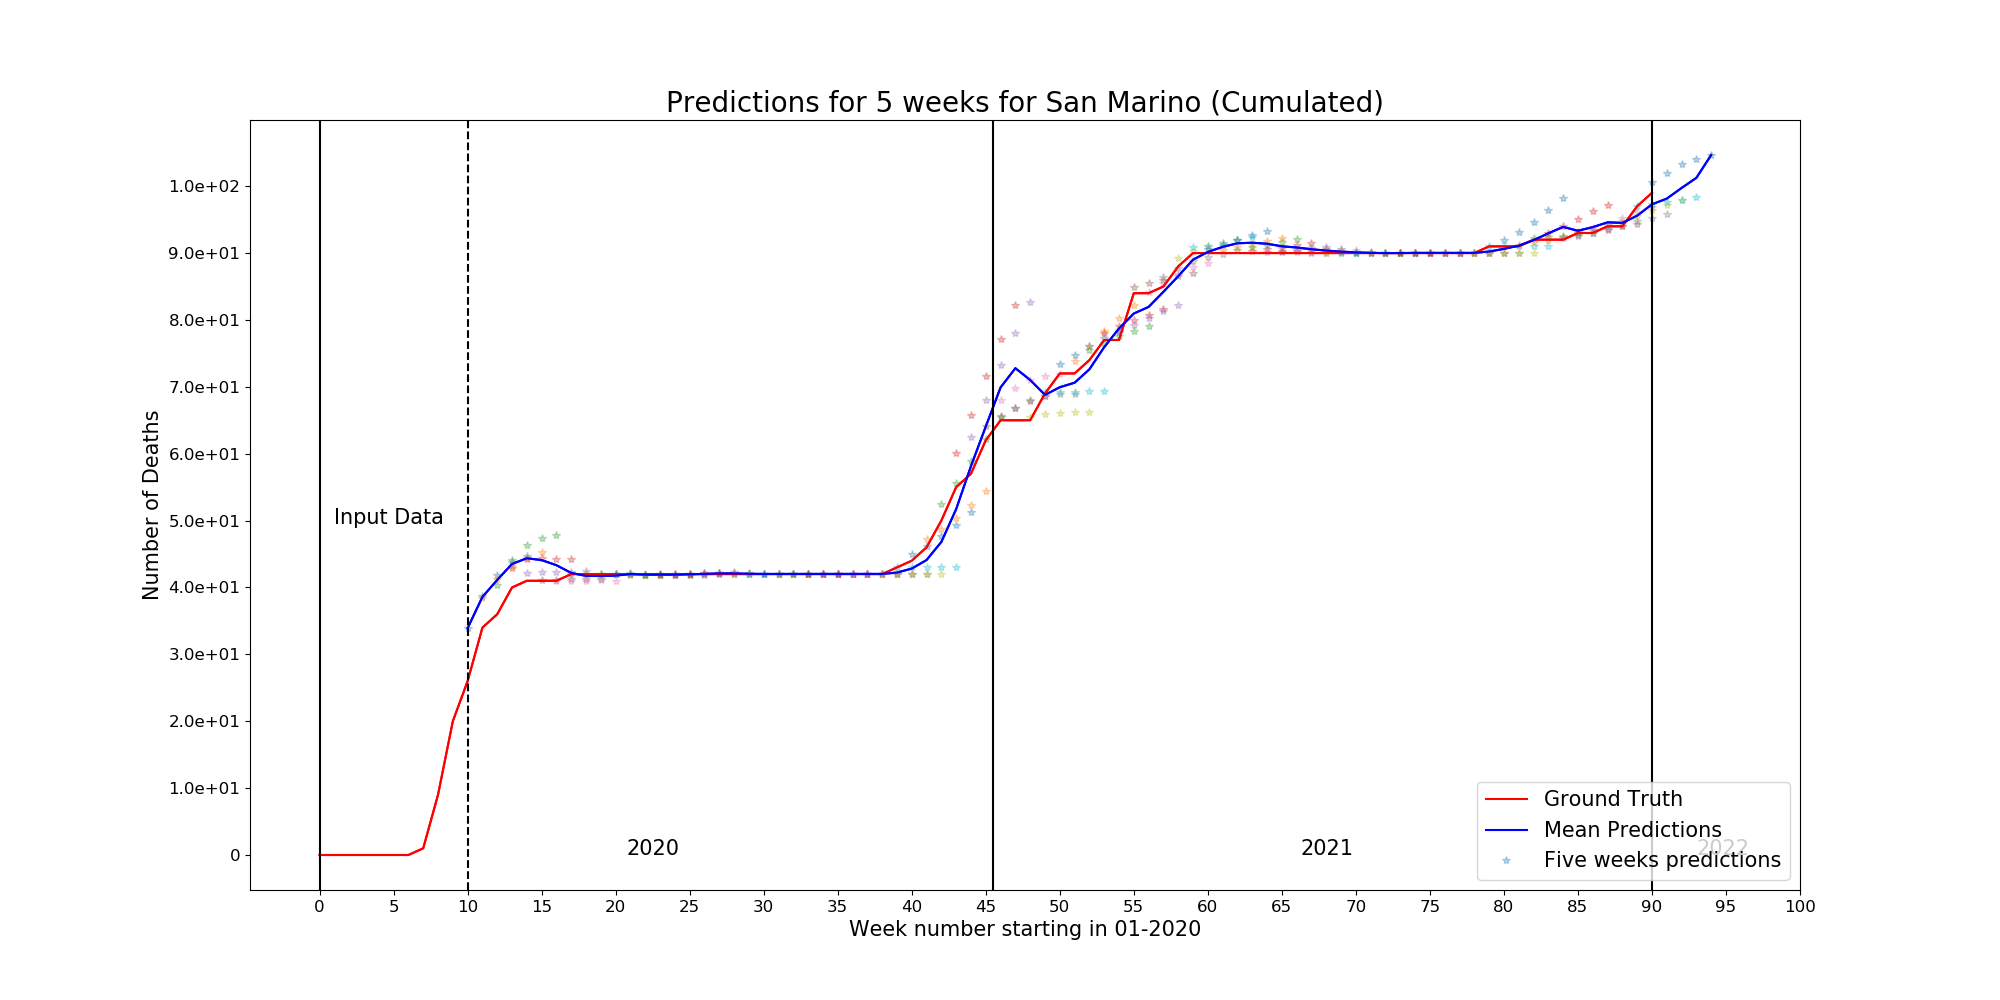 Predictions for 5 weeks for San Marino (Cumulated)
Number of Deaths
1.0e+02
9.0e+01
8.0e+01
7.0e+01
6.0e+01
5.0e+01
4.0e+01
3.0e+01
2.0e+01
1.0e+01
0
Input Data
2020
2021
2022
Ground Truth
Mean Predictions
Five weeks predictions
0 5 10 15 20 25 30 35 40 45 50 55 60 65 70 75 80 85 90 95 100
Week number starting in 01-2020